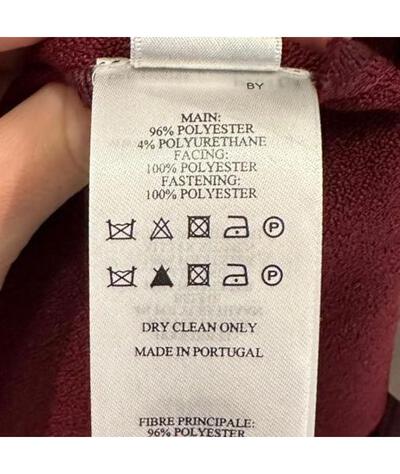 BY
MAIN:
96% POLYESTER
4% POLYURETHANE
FACING:
100% POLYESTER
FASTENING:
100% POLYESTER
P
P
DRY CLEAN ONLY
MADE IN PORTUGAL
FIBRE PRINCIPALE:
96% POLYESTER